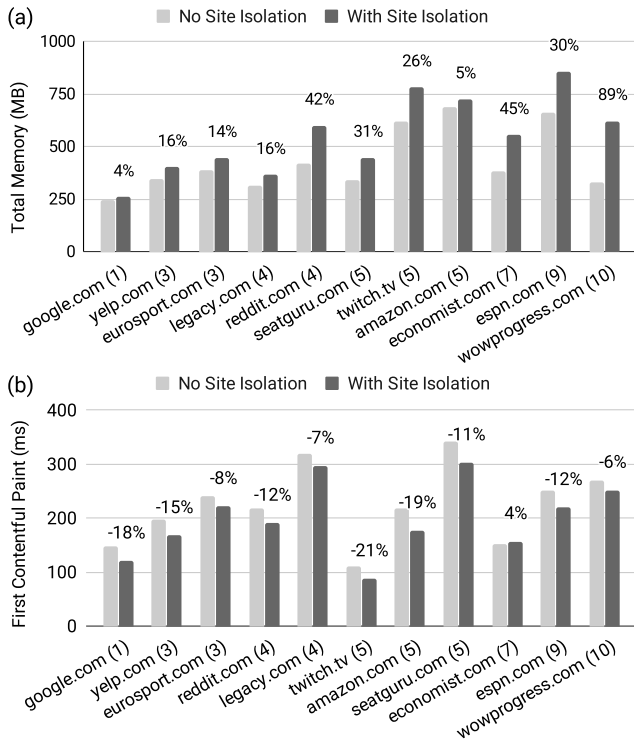 (a)
No Site Isolation With Site Isolation
Total Memory (MB)
1000
750
500
250
0
4%
16%
14%
16%
42%
31%
26%
5%
45%
30%
89%
google.com (1)
yelp.com (3)
eurosport.com (3)
legacy.com (4)
reddit.com (4)
seatguru.com (5)
twitch.tv (5)
amazon.com (5)
economist.com (7)
espn.com (9)
wowprogress.com (10)
(b)
No Site Isolation With Site Isolation
First Contentful Paint (ms)
400
300
200
100
0
-18%
-15%
-8%
-12%
-7%
-21%
-19%
-11%
4%
-12%
-6%
google.com (1)
yelp.com (3)
eurosport.com (3)
reddit.com (4)
legacy.com (4)
twitch.tv (5)
amazon.com (5)
seatguru.com (5)
economist.com (7)
espn.com (9)
wowprogress.com (10)